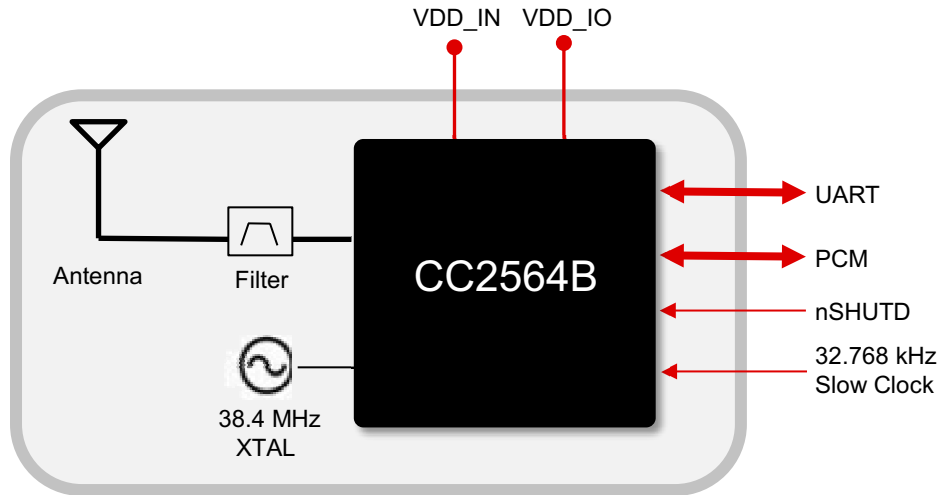 VDD_IN VDD_IO
UART
PCM
CC2564B
Antenna
Filter
nSHUTD
32.768 kHz
Slow Clock
38.4 MHz
XTAL